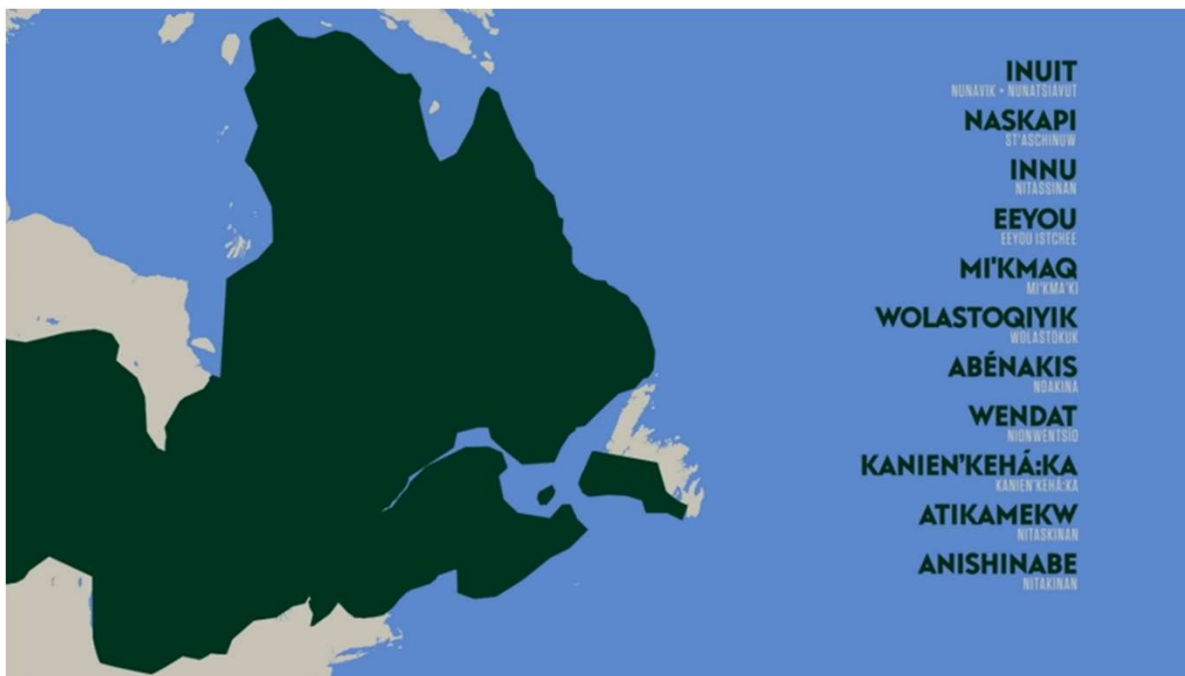 INUIT
NUNAVIK • NUNATSIAVUT
NASKAPI
ST'ASCHINUW
INNU
NITASSINAN
EEYOU
EEYOU ISTCHEE
MI'KMAQ
MI'KMA'KI
WOLASTOQIYIK
WOLASTOKUK
ABÉNAKIS
NDAKINA
WENDAT
NIONWENTSÏO
KANIEN'KEHÁ:KA
KANIEN'KEHÁ:KA
ATIKAMEKW
NITASKINAN
ANISHINABE
NITAKINAN